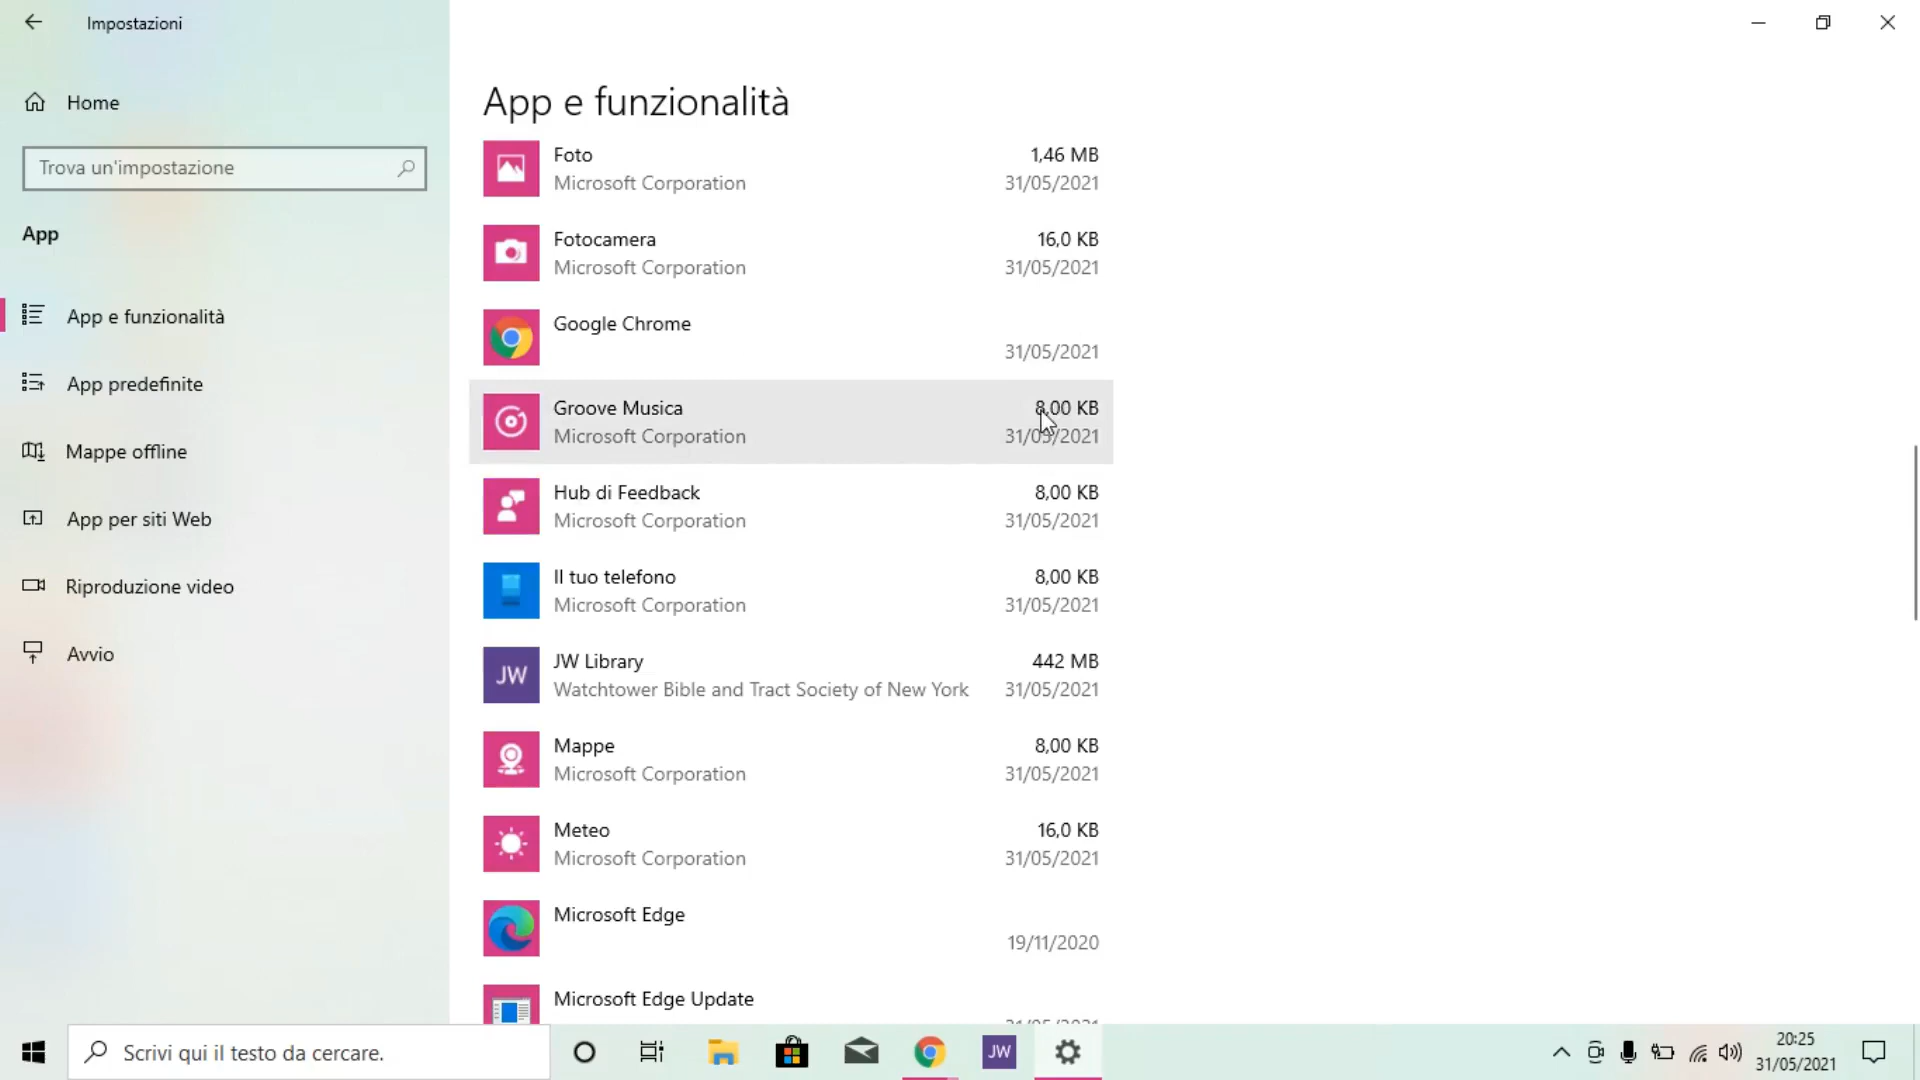 Impostazioni
Home
Trova un'impostazione
App
App e funzionalità
App predefinite
Mappe offline
App per siti Web
Riproduzione video
Avvio
App e funzionalità
Foto 1,46 MB
Microsoft Corporation 31/05/2021
Fotocamera 16,0 KB
Microsoft Corporation 31/05/2021
Google Chrome
31/05/2021
Groove Musica 8,00 KB
Microsoft Corporation 31/05/2021
Hub di Feedback 8,00 KB
Microsoft Corporation 31/05/2021
Il tuo telefono 8,00 KB
Microsoft Corporation 31/05/2021
JW
JW Library 442 MB
Watchtower Bible and Tract Society of New York 31/05/2021
Mappe 8,00 KB
Microsoft Corporation 31/05/2021
Meteo 16,0 KB
Microsoft Corporation 31/05/2021
Microsoft Edge
19/11/2020
Microsoft Edge Update
Scrivi qui il testo da cercare.
JW
20:25
31/05/2021